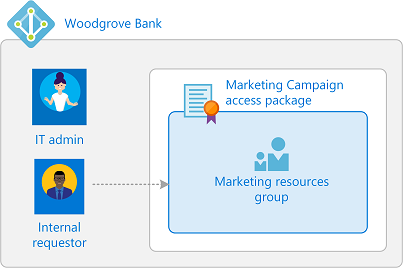 Woodgrove Bank
Marketing Campaign
access package
IT admin
Marketing resources
group
Internal
requestor